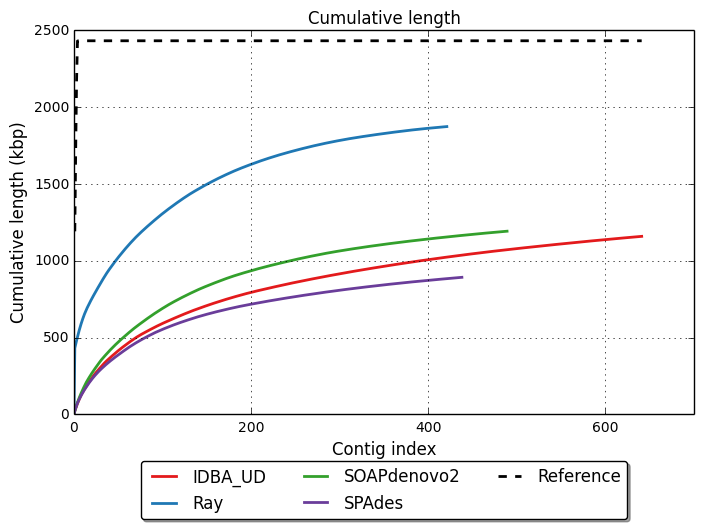 Cumulative length
2500
2000
1500
1000
500
0
Cumulative length (kbp)
0 200 400 600
Contig index
IDBA_UD SOAPdenovo2 Reference
Ray SPAdes